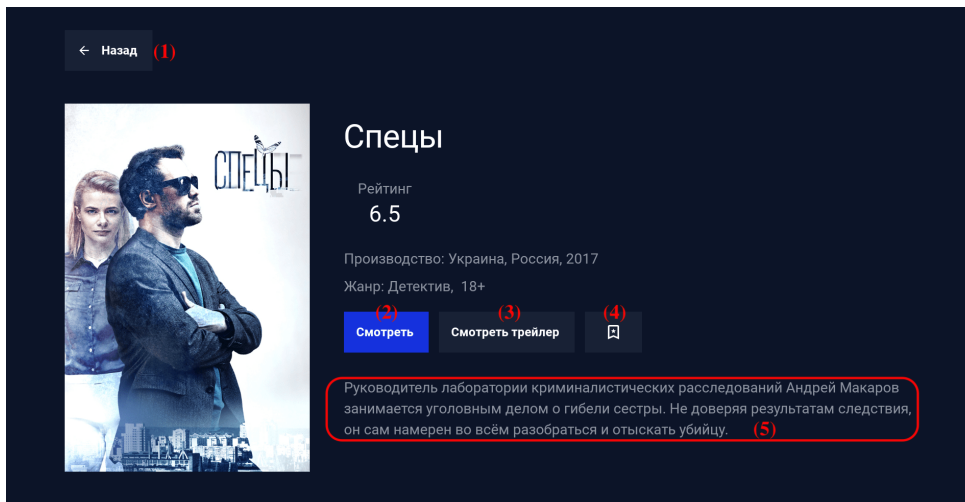 ← Назад (1)
СПЕЦЫ
Спецы
Рейтинг
6.5
Производство: Украина, Россия, 2017
Жанр: Детектив, 18+
(2) (3) (4)
Смотреть Смотреть трейлер
Руководитель лаборатории криминалистических расследований Андрей Макаров
занимается уголовным делом о гибели сестры. Не доверяя результатам следствия,
он сам намерен во всём разобраться и отыскать убийцу. (5)